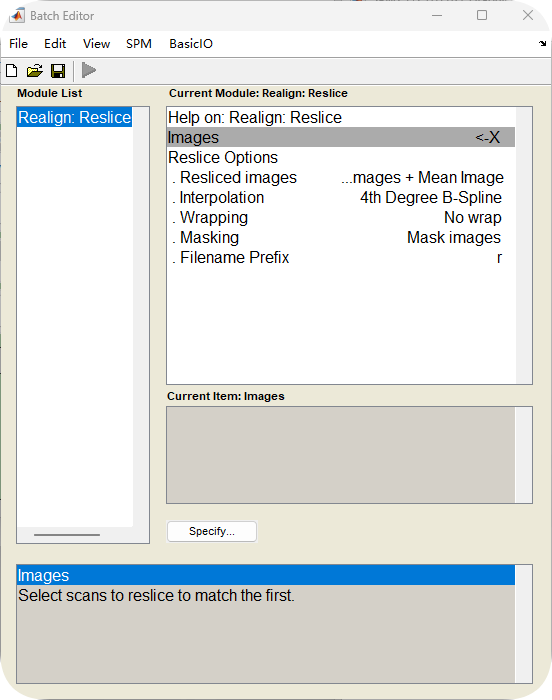 Batch Editor
File Edit View SPM BasicIO
Module List
Realign: Reslice
Current Module: Realign: Reslice
Help on: Realign: Reslice
Images <-X
Reslice Options
. Resliced images ...mages + Mean Image
. Interpolation 4th Degree B-Spline
. Wrapping No wrap
. Masking Mask images
. Filename Prefix r
Current Item: Images
Specify...
Images
Select scans to reslice to match the first.